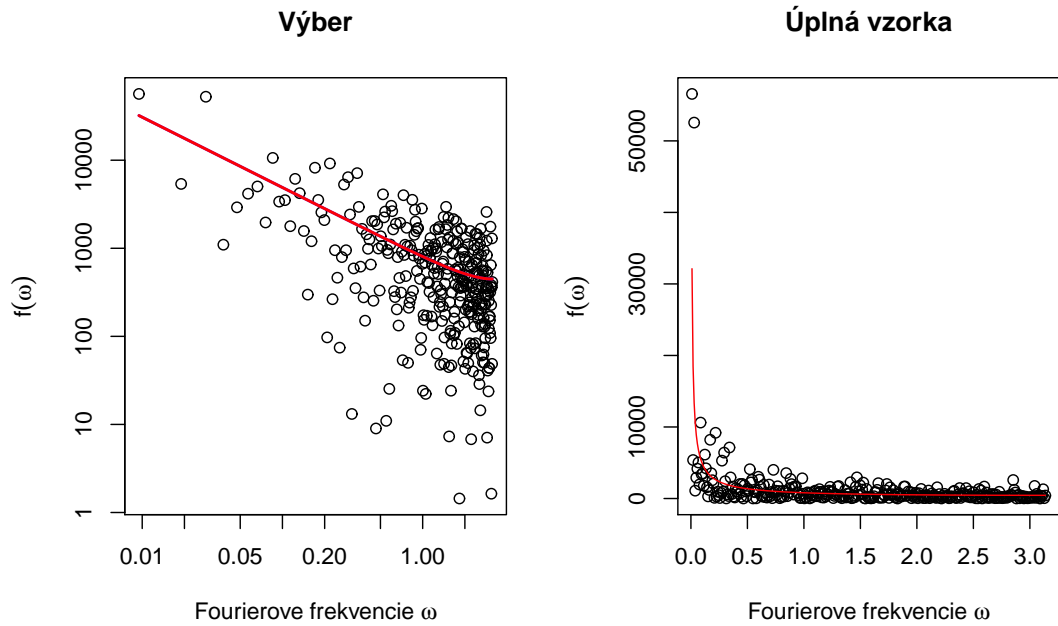 Výber
f(ω)
10000
1000
100
10
1
0.01 0.05 0.20 1.00
Fourierove frekvencie ω
Úplná vzorka
f(ω)
50000
30000
10000
0
0.0 0.5 1.0 1.5 2.0 2.5 3.0
Fourierove frekvencie ω